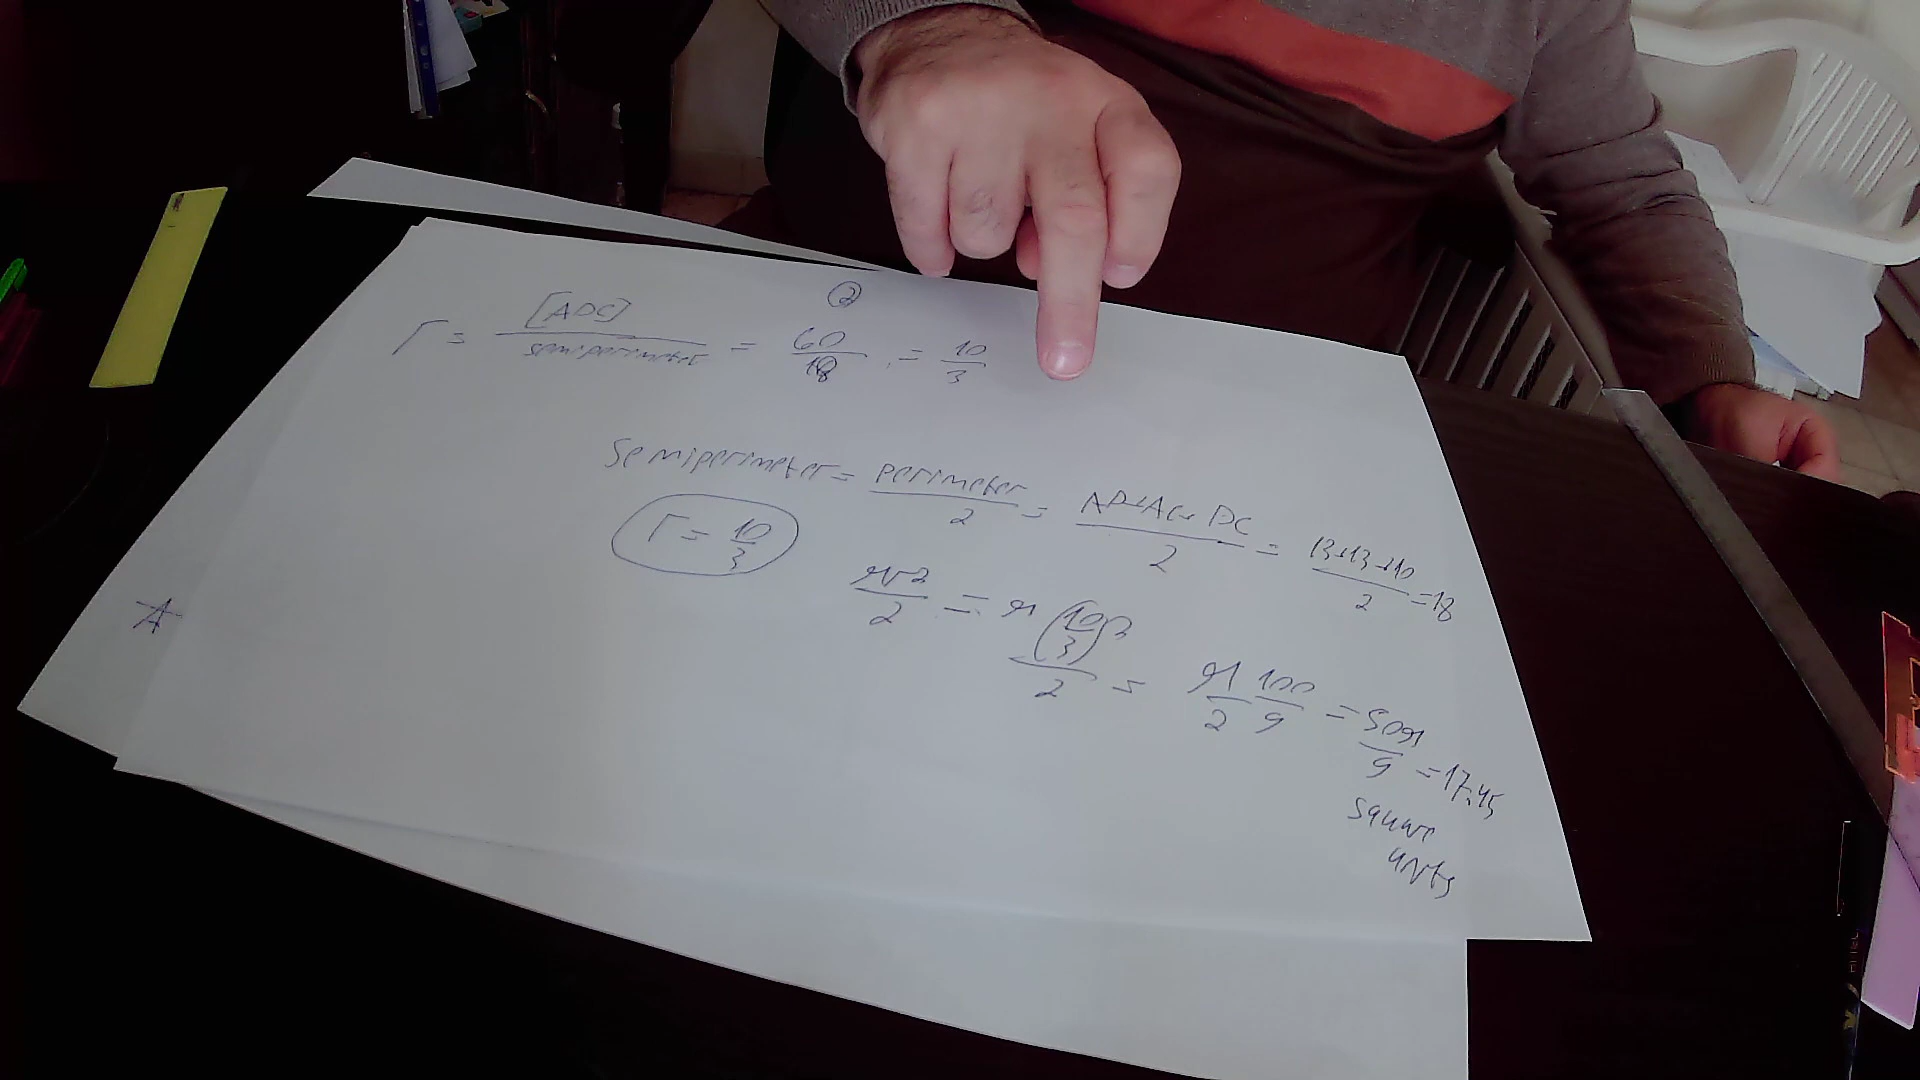 ②
r = [ADC] / semiperimeter = 60/18 = 10/3
semiperimeter = perimeter/2 = AD+AC+DC / 2 = 13+13+10 / 2 = 18
r = 10/3
πr²/2 = π(10/3)²/2 = π/2 100/9 = 50π/9 = 17.45
square
units
A